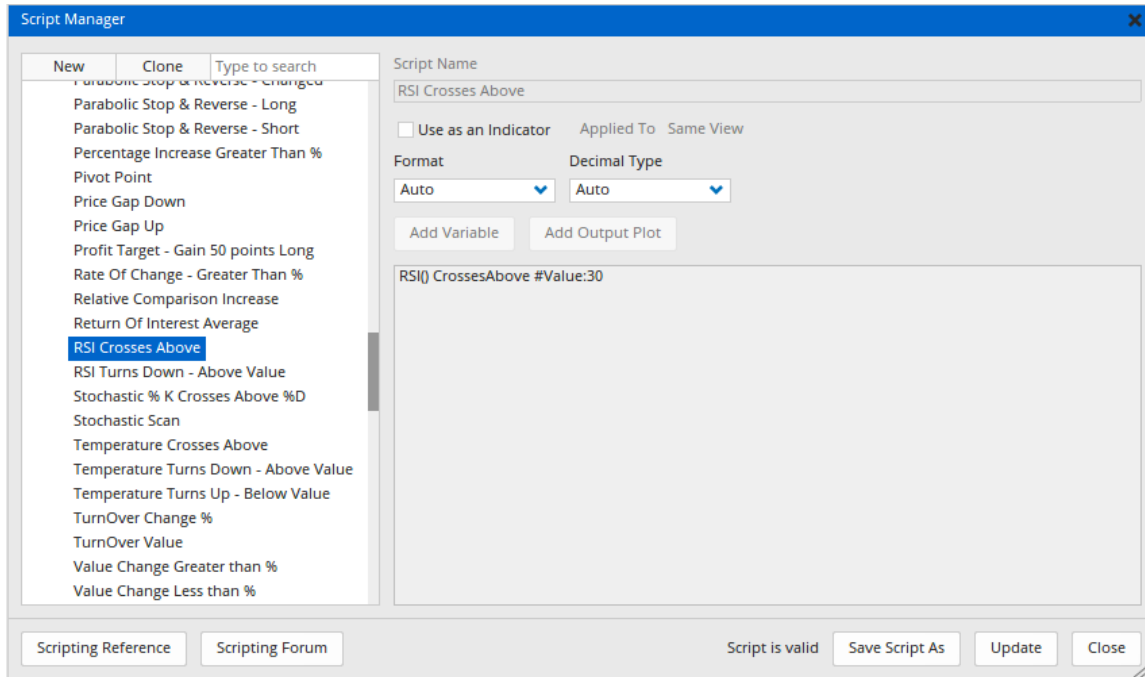 Script Manager
New Clone Type to search
Parabolic Stop & Reverse - Changed
Parabolic Stop & Reverse - Long
Parabolic Stop & Reverse - Short
Percentage Increase Greater Than %
Pivot Point
Price Gap Down
Price Gap Up
Profit Target - Gain 50 points Long
Rate Of Change - Greater Than %
Relative Comparison Increase
Return Of Interest Average
RSI Crosses Above
RSI Turns Down - Above Value
Stochastic % K Crosses Above %D
Stochastic Scan
Temperature Crosses Above
Temperature Turns Down - Above Value
Temperature Turns Up - Below Value
TurnOver Change %
TurnOver Value
Value Change Greater than %
Value Change Less than %
Script Name
RSI Crosses Above
Use as an Indicator Applied To Same View
Format Decimal Type
Auto Auto
Add Variable Add Output Plot
RSI() CrossesAbove #Value:30
Scripting Reference Scripting Forum Script is valid Save Script As Update Close